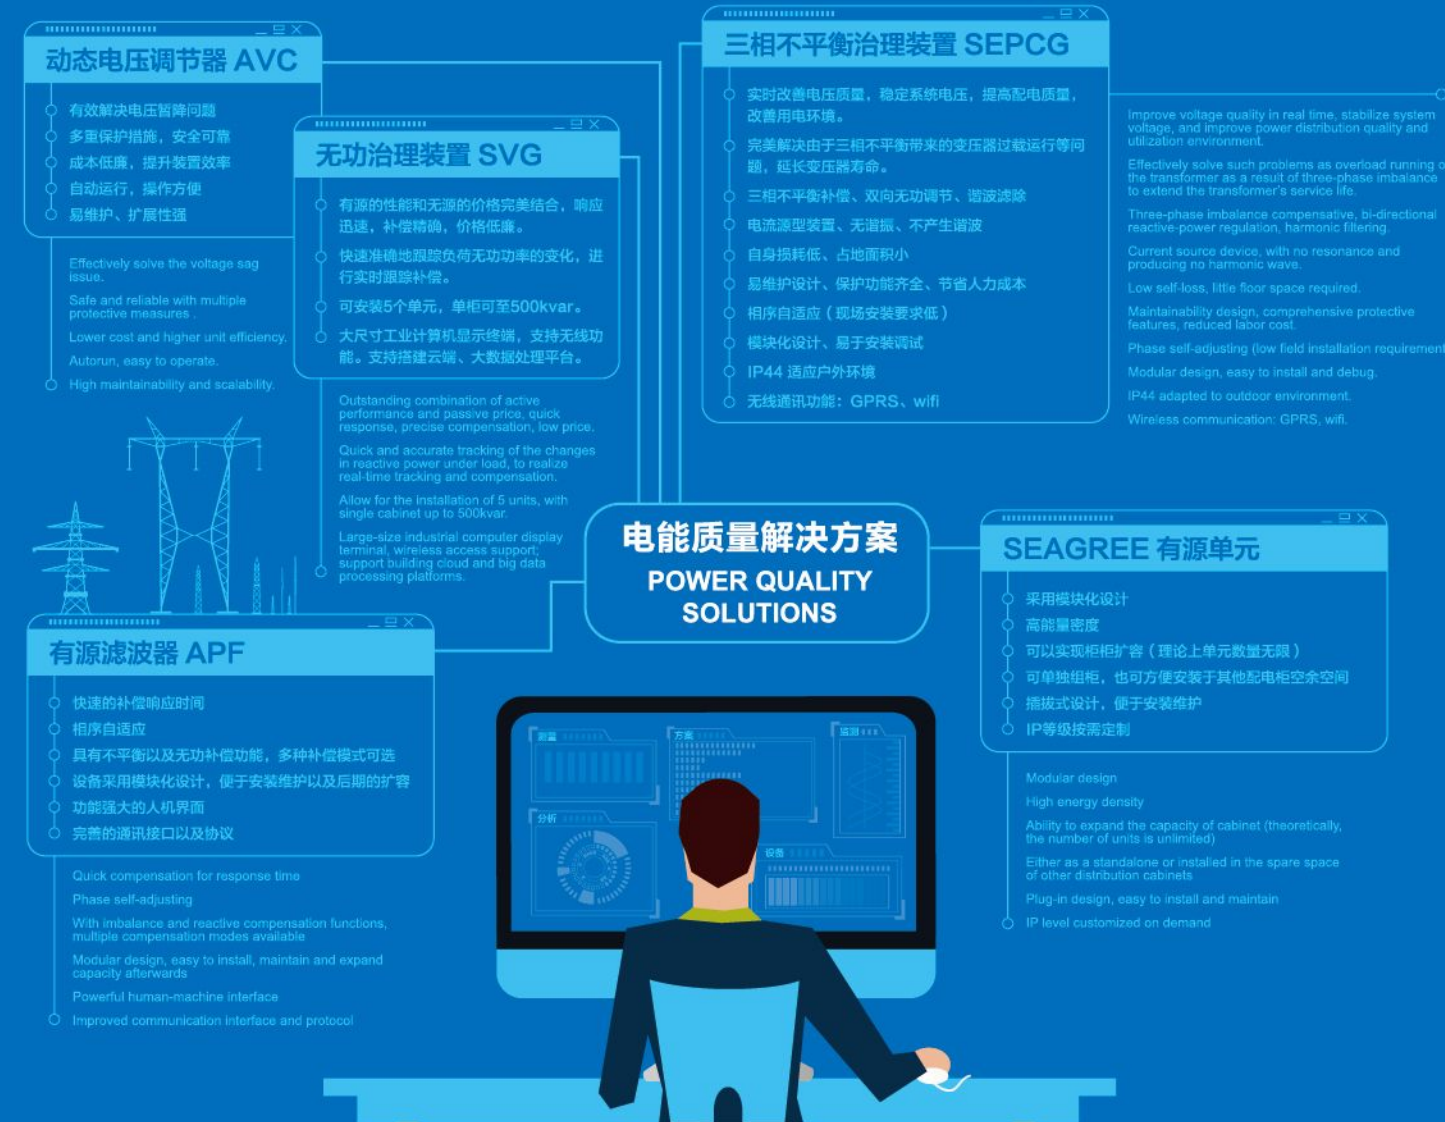 动态电压调节器 AVC
有效解决电压暂降问题
多重保护措施，安全可靠
成本低廉，提升装置效率
自动运行，操作方便
易维护、扩展性强
Effectively solve the voltage sag
issue.
Safe and reliable with multiple
protective measures .
Lower cost and higher unit efficiency.
Autorun, easy to operate.
High maintainability and scalability.
无功治理装置 SVG
有源的性能和无源的价格完美结合，响应
迅速，补偿精确，价格低廉。
快速准确地跟踪负荷无功功率的变化，进
行实时跟踪补偿。
可安装5个单元，单柜可至500kvar。
大尺寸工业计算机显示终端，支持无线功
能。支持搭建云端、大数据处理平台。
Outstanding combination of active
performance and passive price, quick
response, precise compensation, low price.
Quick and accurate tracking of the changes
in reactive power under load, to realize
real-time tracking and compensation.
Allow for the installation of 5 units, with
single cabinet up to 500kvar.
Large-size industrial computer display
terminal, wireless access support;
support building cloud and big data
processing platforms.
三相不平衡治理装置 SEPCG
实时改善电压质量，稳定系统电压，提高配电质量，
改善用电环境。
完美解决由于三相不平衡带来的变压器过载运行等问
题，延长变压器寿命。
三相不平衡补偿、双向无功调节、谐波滤除
电流源型装置、无谐振、不产生谐波
自身损耗低、占地面积小
易维护设计、保护功能齐全、节省人力成本
相序自适应（现场安装要求低）
模块化设计、易于安装调试
IP44 适应户外环境
无线通讯功能：GPRS、wifi
Improve voltage quality in real time, stabilize system
voltage, and improve power distribution quality and
utilization environment.
Effectively solve such problems as overload running o
the transformer as a result of three-phase imbalance
to extend the transformer's service life.
Three-phase imbalance compensative, bi-directional
reactive-power regulation, harmonic filtering.
Current source device, with no resonance and
producing no harmonic wave.
Low self-loss, little floor space required.
Maintainability design, comprehensive protective
features, reduced labor cost.
Phase self-adjusting (low field installation requirement
Modular design, easy to install and debug.
IP44 adapted to outdoor environment.
Wireless communication: GPRS, wifi.
电能质量解决方案
POWER QUALITY
SOLUTIONS
SEAGREE 有源单元
采用模块化设计
高能量密度
可以实现柜柜扩容（理论上单元数量无限）
可单独组柜，也可方便安装于其他配电柜空余空间
插拔式设计，便于安装维护
IP等级按需定制
Modular design
High energy density
Ability to expand the capacity of cabinet (theoretically,
the number of units is unlimited)
Either as a standalone or installed in the spare space
of other distribution cabinets
Plug-in design, easy to install and maintain
IP level customized on demand
有源滤波器 APF
快速的补偿响应时间
相序自适应
具有不平衡以及无功补偿功能，多种补偿模式可选
设备采用模块化设计，便于安装维护以及后期的扩容
功能强大的人机界面
完善的通讯接口以及协议
Quick compensation for response time
Phase self-adjusting
With imbalance and reactive compensation functions,
multiple compensation modes available
Modular design, easy to install, maintain and expand
capacity afterwards
Powerful human-machine interface
Improved communication interface and protocol
测量
方案
监测
分析
设备